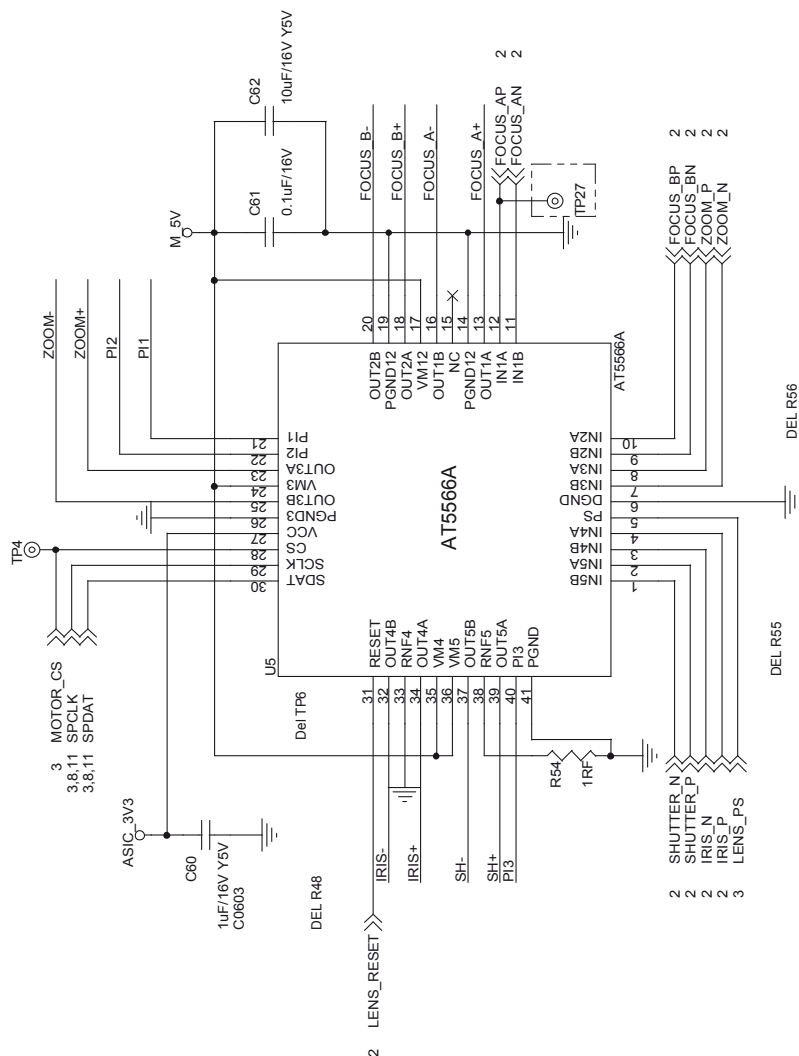 C62
10uF/16V Y5V
C61
0.1uF/16V
M_5V
ZOOM-
ZOOM+
PI2
PI1
FOCUS_B-
FOCUS_B+
FOCUS_A-
FOCUS_A+
FOCUS_AP 2
FOCUS_AN 2
TP27
TP4
3 MOTOR_CS
3,8,11 SPCLK
3,8,11 SPDAT
ASIC_3V3
C60
1uF/16V Y5V
C0603
DEL R48
DelTP6
U5
AT5566A
AT5566A
20 OUT2B
19 PGND12
18 OUT2A
17 VM12
16 OUT1B
15 NC
14 PGND12
13 OUT1A
12 IN1A
11 IN1B
21 PI1
22 PI2
23 OUT3A
24 VM3
25 OUT3B
26 PGND3
27 VCC
28 CS
29 SCLK
30 SDAT
31 RESET
32 OUT4B
33 RNF4
34 OUT4A
35 VM4
36 VM5
37 OUT5B
38 RNF5
39 OUT5A
40 PI3
41 PGND
IN2A 10
IN2B 9
IN3A 8
IN3B 7
DGND 6
PS 5
IN4A 4
IN4B 3
IN5A 2
IN5B 1
2 LENS_RESET
IRIS-
IRIS+
SH-
SH+
PI3
R54
1RF
FOCUS_BP 2
FOCUS_BN 2
ZOOM_P 2
ZOOM_N 2
2 SHUTTER_N
2 SHUTTER_P
2 IRIS_N
2 IRIS_P
3 LENS_PS
DEL R55
DEL R56